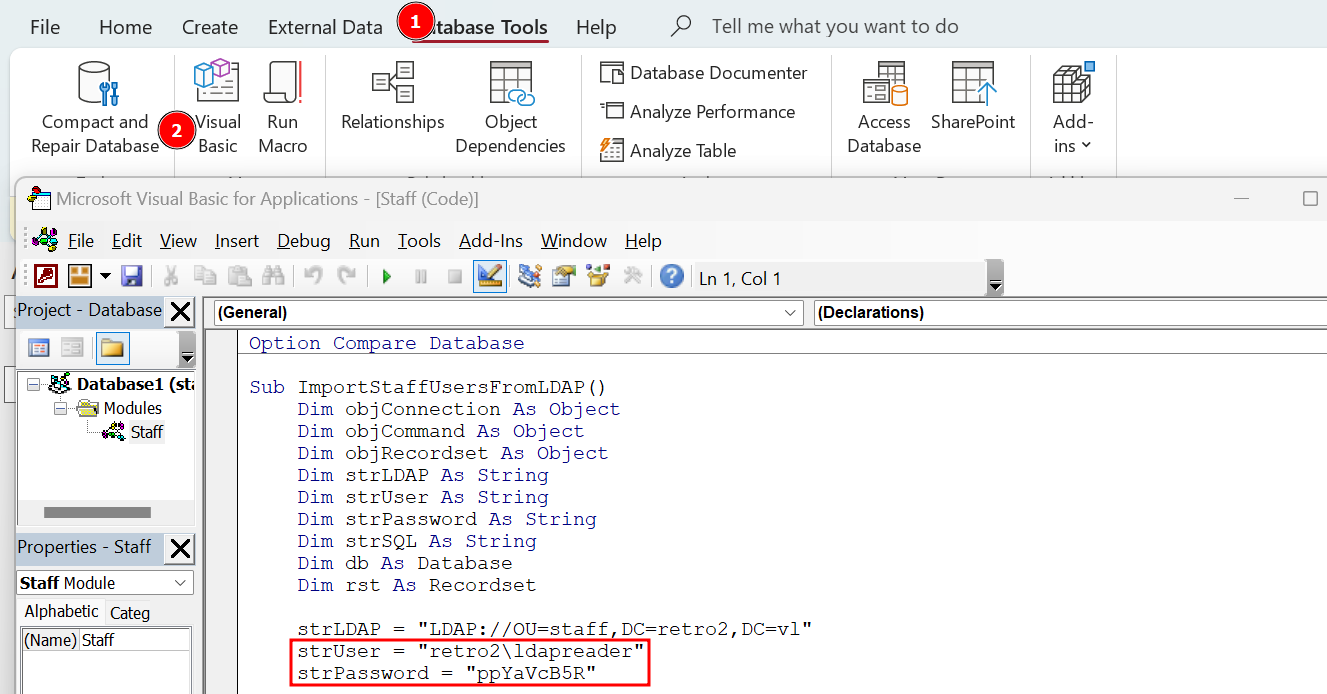 File Home Create External Data 1 tabase Tools Help Tell me what you want to do
Compact and
Repair Database
2
Visual
Basic
Run
Macro
Relationships
Object
Dependencies
Database Documenter
Analyze Performance
Analyze Table
Access
Database
SharePoint
Add-
ins
Microsoft Visual Basic for Applications - [Staff (Code)]
File Edit View Insert Debug Run Tools Add-Ins Window Help
Ln 1, Col 1
Project - Database
Database1 (sta
Modules
Staff
Properties - Staff
Staff Module
Alphabetic Categ
(Name) Staff
(General) (Declarations)
Option Compare Database
Sub ImportStaffUsersFromLDAP()
Dim objConnection As Object
Dim objCommand As Object
Dim objRecordset As Object
Dim strLDAP As String
Dim strUser As String
Dim strPassword As String
Dim strSQL As String
Dim db As Database
Dim rst As Recordset
strLDAP = "LDAP://OU=staff,DC=retro2,DC=vl"
strUser = "retro2\ldapreader"
strPassword = "ppYaVcB5R"